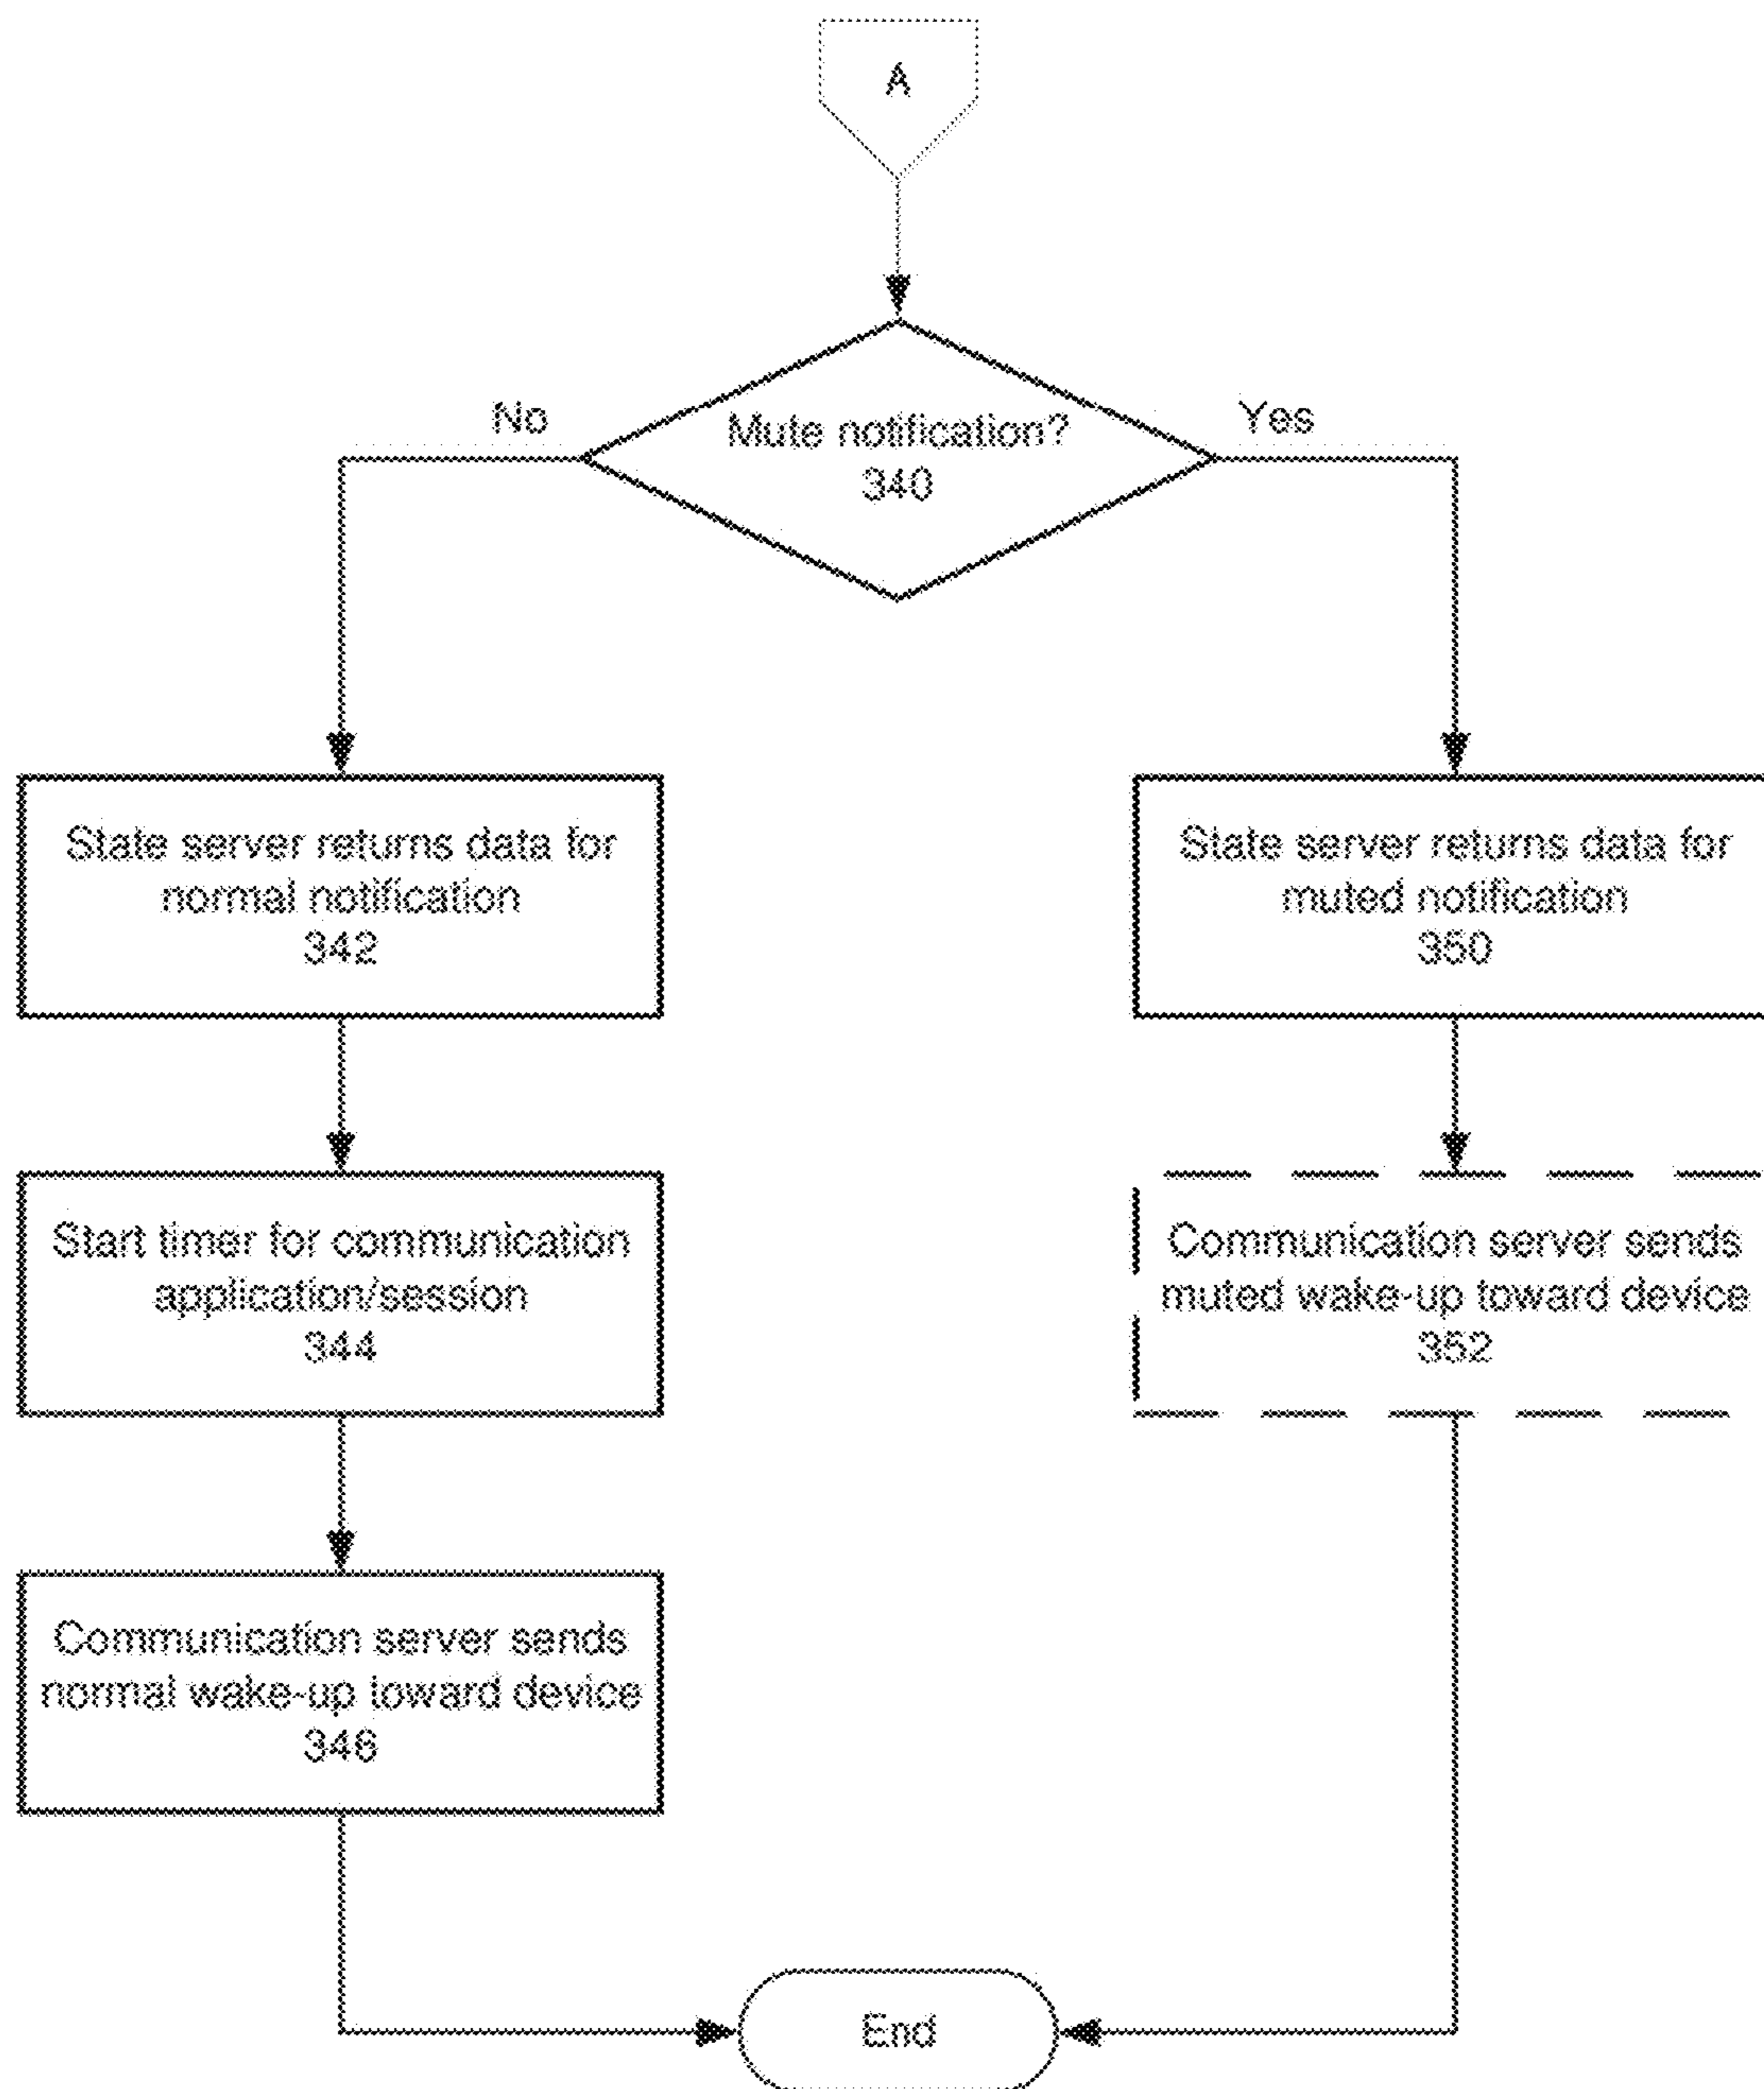 A
No
Mute notification?
340
Yes
State server returns data for
normal notification
342
State server returns data for
muted notification
350
Start timer for communication
application/session
344
Communication server sends
muted wake-up toward device
352
Communication server sends
normal wake-up toward device
346
End